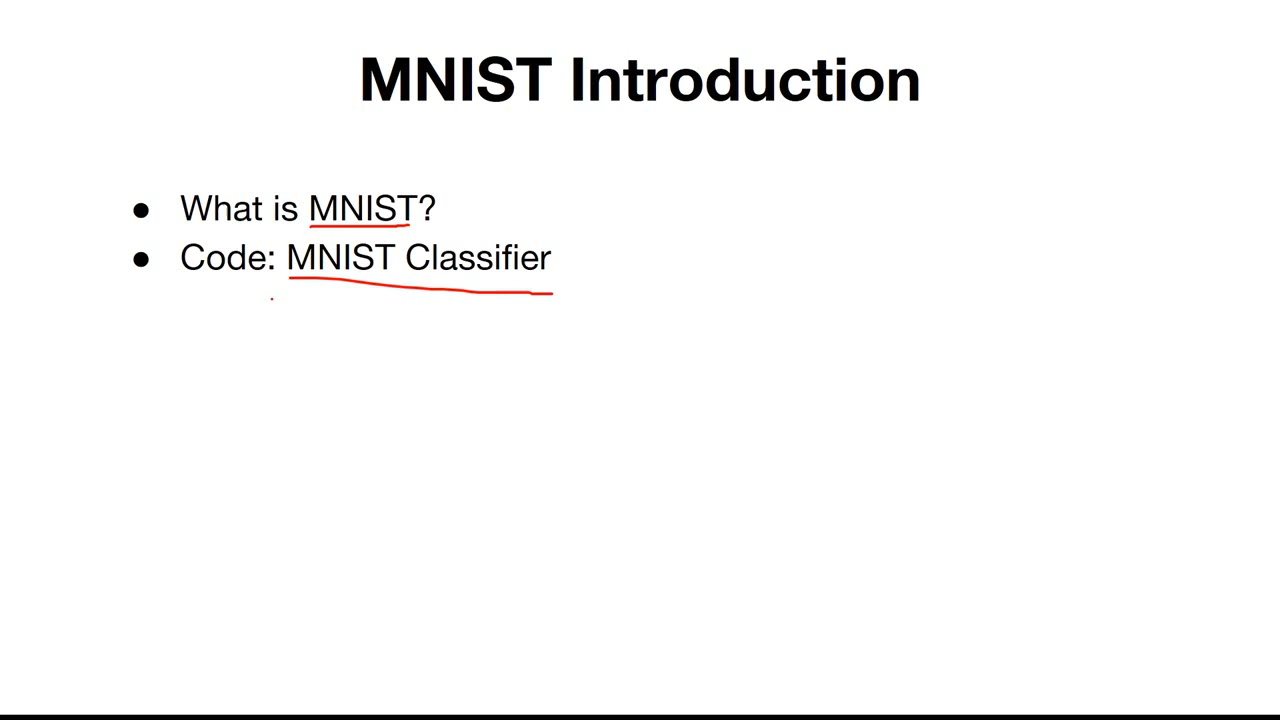 MNIST Introduction
● What is MNIST?
● Code: MNIST Classifier